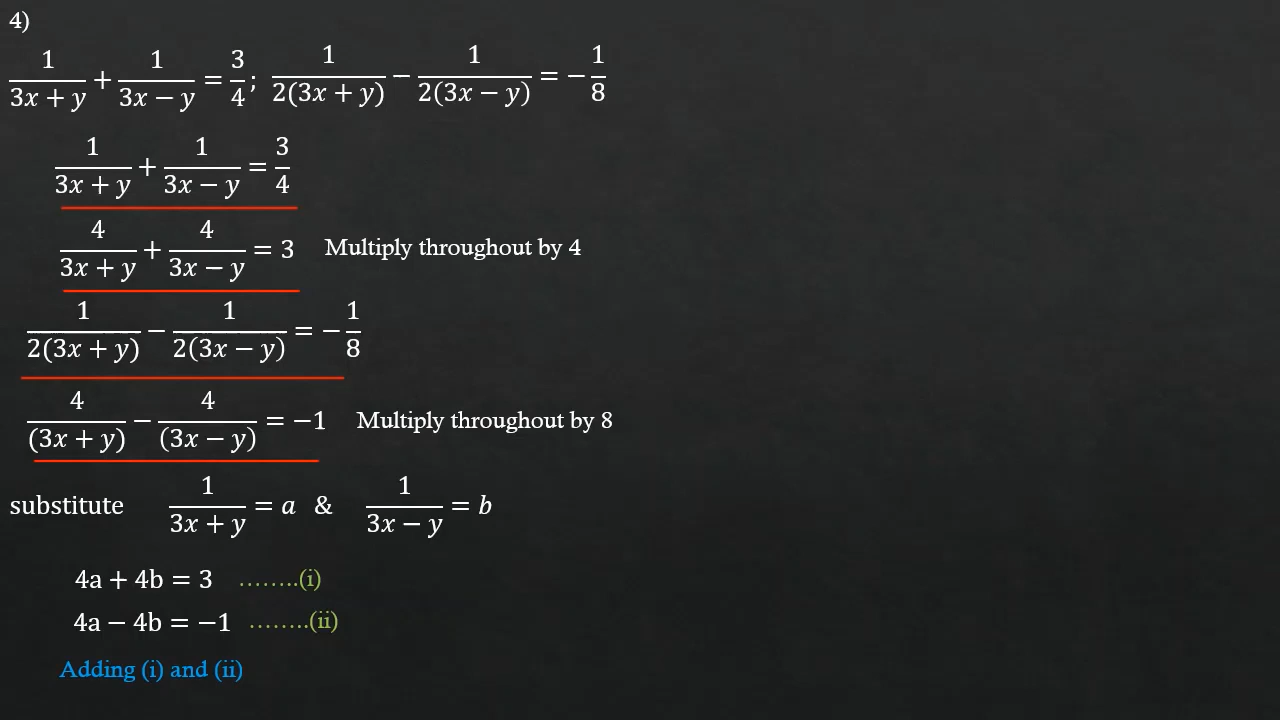 4)
1/(3x + y) + 1/(3x − y) = 3/4; 1/(2(3x + y)) − 1/(2(3x − y)) = −1/8
1/(3x + y) + 1/(3x − y) = 3/4
4/(3x + y) + 4/(3x − y) = 3 Multiply throughout by 4
1/(2(3x + y)) − 1/(2(3x − y)) = −1/8
4/(3x + y) − 4/(3x − y) = −1 Multiply throughout by 8
substitute 1/(3x + y) = a & 1/(3x − y) = b
4a + 4b = 3 ........(i)
4a − 4b = −1 ........(ii)
Adding (i) and (ii)